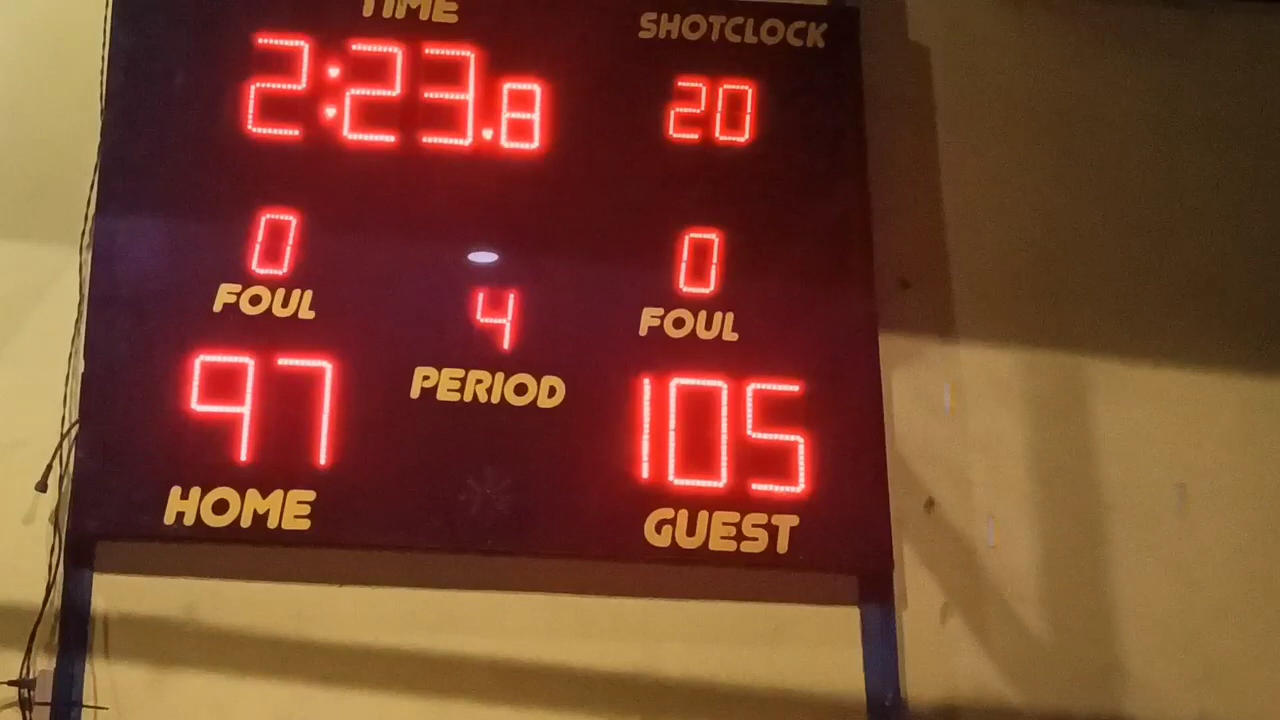 TIME SHOTCLOCK
2:23.8 20
0 0
FOUL 4 FOUL
97 PERIOD 105
HOME GUEST